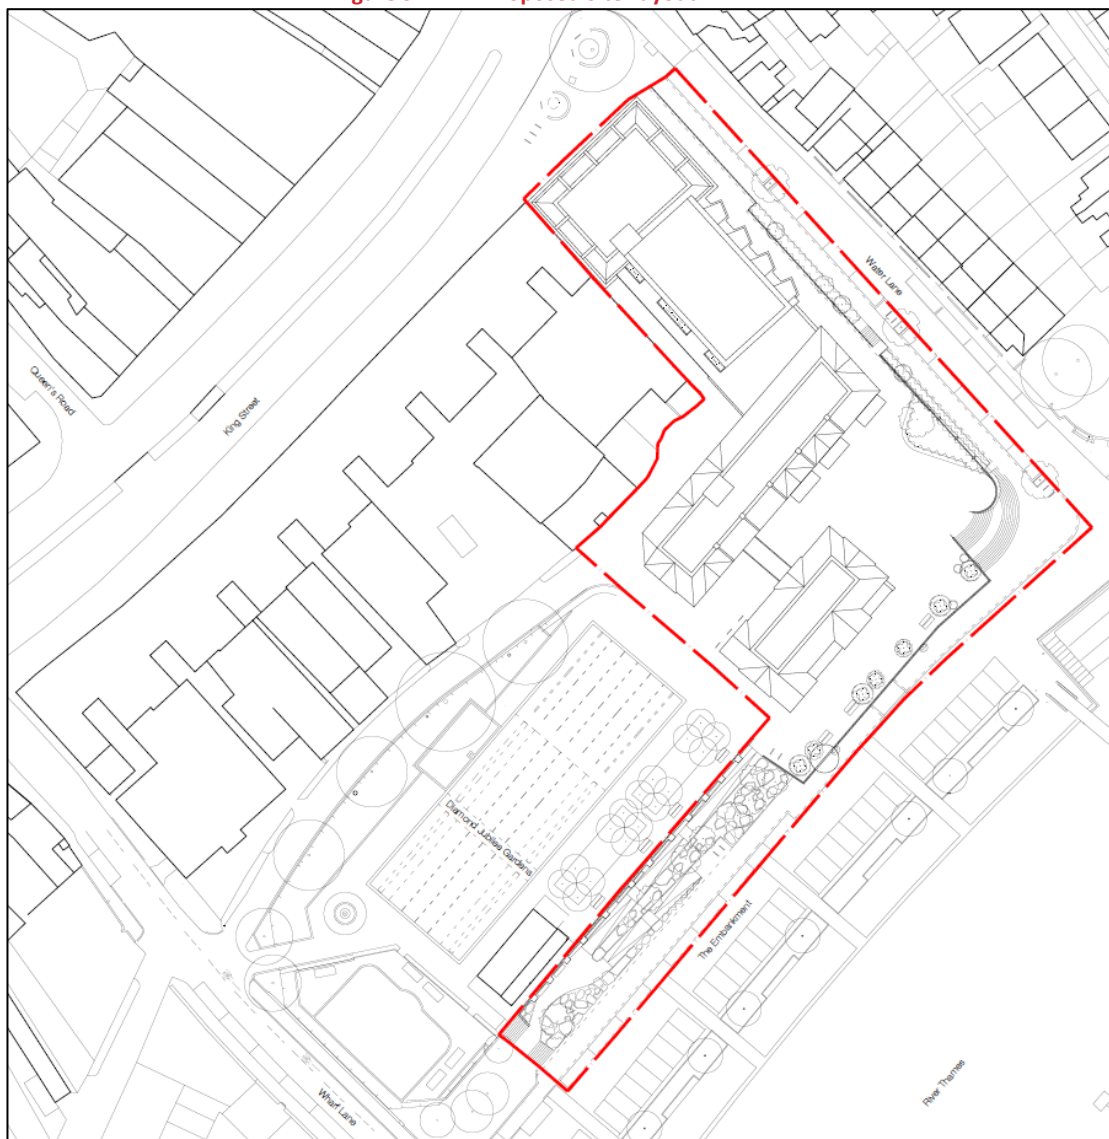 Water Lane
Queen's Road
King Street
Diamond Jubilee Gardens
The Embankment
Wharf Lane
River Thames